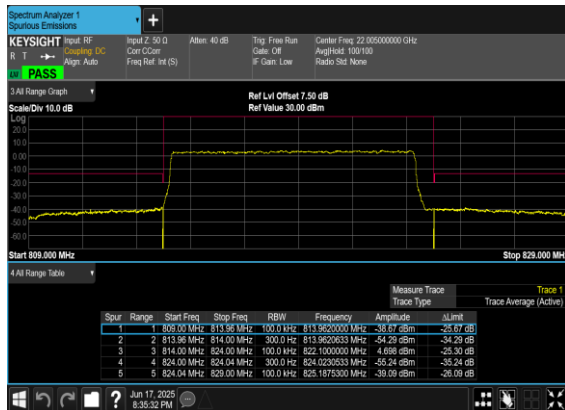 Spectrum Analyzer 1
Spurious Emissions
KEYSIGHT Input: RF Input Z: 50 Ω Atten: 40 dB Trig: Free Run Center Freq: 22.005000000 GHz
R T Coupling: DC Corr CCorr Gate: Off Avg|Hold: 100/100
Align: Auto Freq Ref: Int (S) IF Gain: Low Radio Std: None
PASS
3 All Range Graph Ref Lvl Offset 7.50 dB
Scale/Div 10.0 dB Ref Value 30.00 dBm
Log
20.0
10.0
0.00
-10.0
-20.0
-30.0
-40.0
-50.0
-60.0
Start 809.000 MHz Stop 829.000 MHz
4 All Range Table
Measure Trace Trace 1
Trace Type Trace Average (Active)
Spur Range Start Freq Stop Freq RBW Frequency Amplitude ΔLimit
1 1 809.00 MHz 813.96 MHz 100.0 kHz 813.9620000 MHz -38.67 dBm -25.67 dB
2 2 813.96 MHz 814.00 MHz 300.0 Hz 813.9620633 MHz -54.29 dBm -34.29 dB
3 3 814.00 MHz 824.00 MHz 100.0 kHz 822.1000000 MHz 4.698 dBm -25.30 dB
4 4 824.00 MHz 824.04 MHz 300.0 Hz 824.0230533 MHz -55.24 dBm -35.24 dB
5 5 824.04 MHz 829.00 MHz 100.0 kHz 825.1875300 MHz -39.09 dBm -26.09 dB
Jun 17, 2025
8:35:32 PM